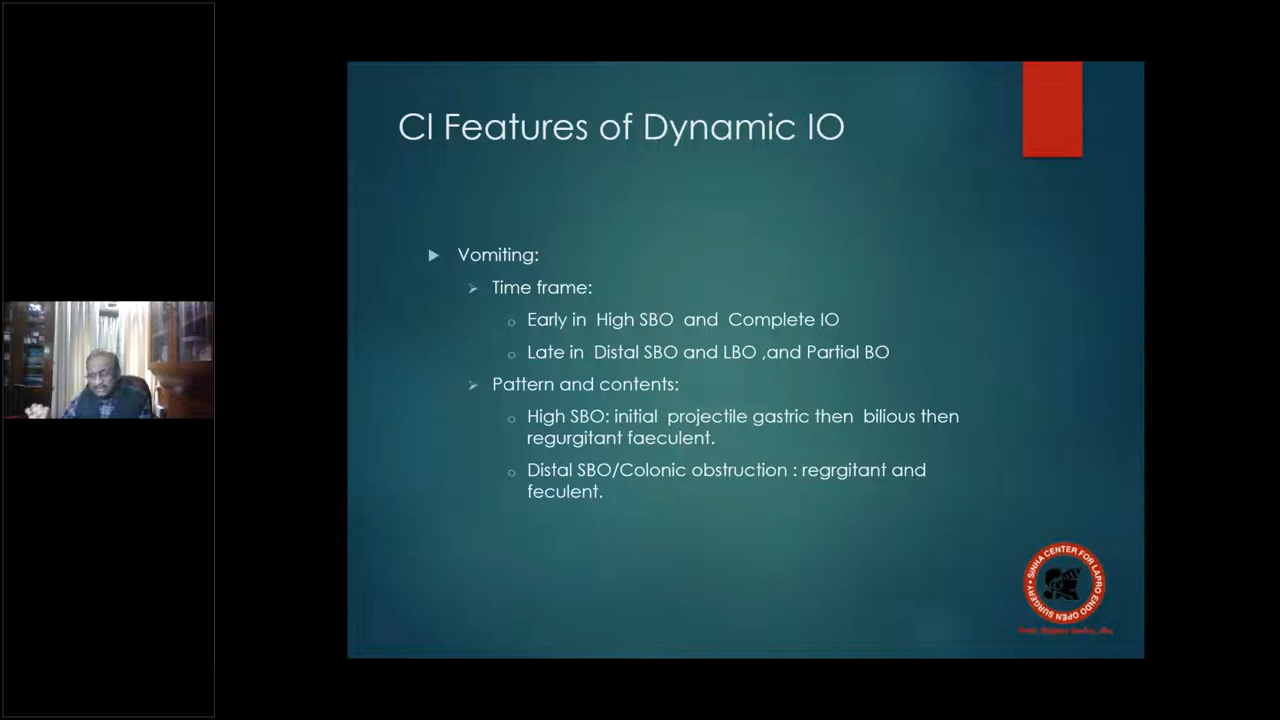 Cl Features of Dynamic IO
Vomiting:
Time frame:
Early in High SBO and Complete IO
Late in Distal SBO and LBO ,and Partial BO
Pattern and contents:
High SBO: initial projectile gastric then bilious then
regurgitant faeculent.
Distal SBO/Colonic obstruction : regrgitant and
feculent.
SINHA CENTER FOR LAPRO ENDO OPEN SURGERY